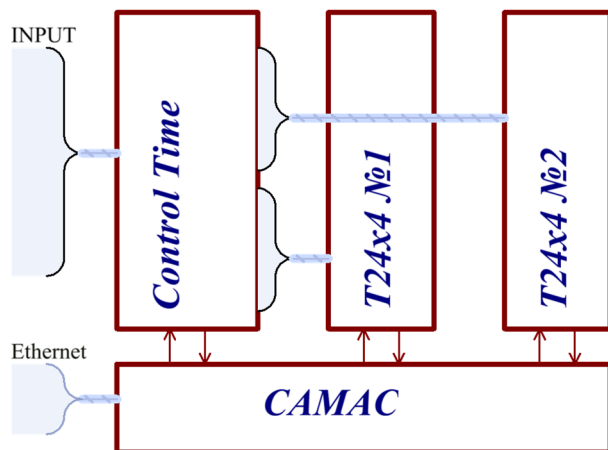 INPUT
Control Time
T24x4 №1
T24x4 №2
Ethernet
CAMAC